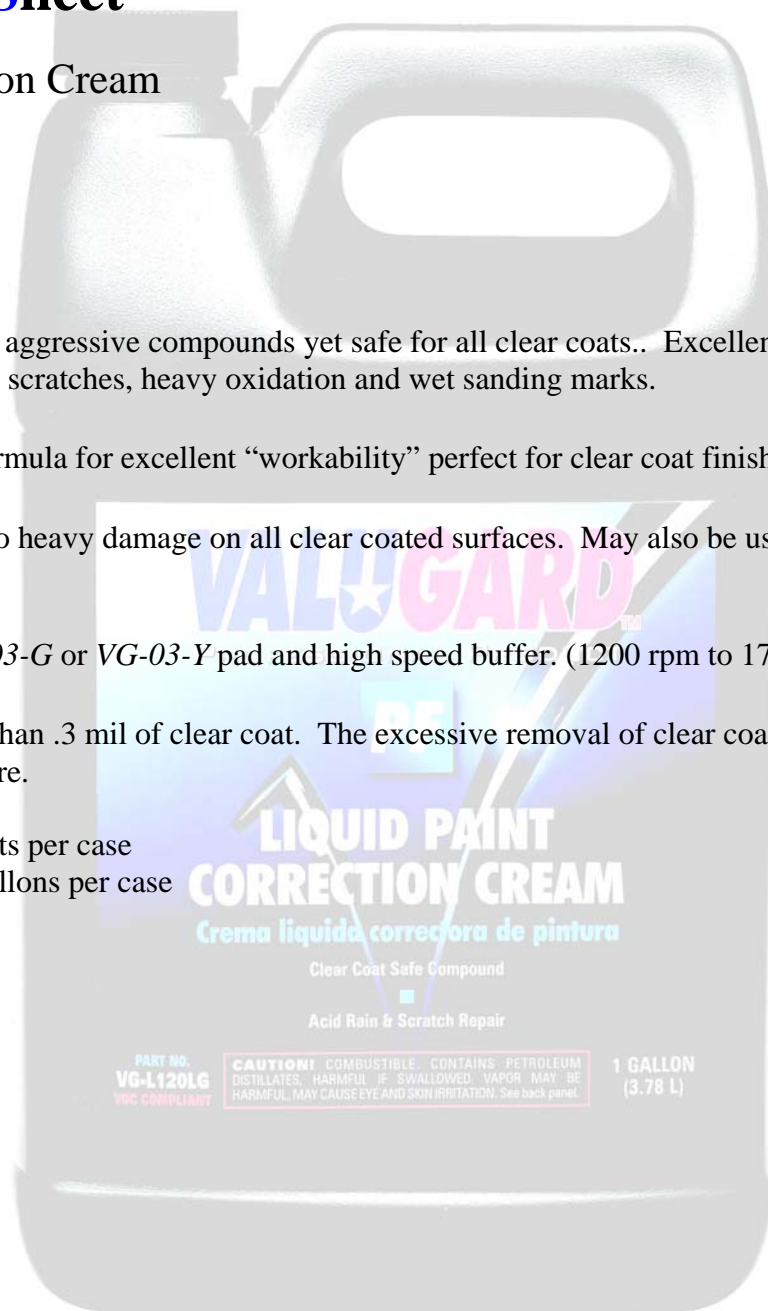 Sheet
on Cream
aggressive compounds yet safe for all clear coats.. Excellen
scratches, heavy oxidation and wet sanding marks.
rmula for excellent “workability” perfect for clear coat finish
o heavy damage on all clear coated surfaces. May also be us
VALUGARD
TM
03-G or VG-03-Y pad and high speed buffer. (1200 rpm to 17
han .3 mil of clear coat. The excessive removal of clear coa
re.
ts per case
llons per case
LIQUID PAINT
CORRECTION CREAM
Crema liquida correctora de pintura
Clear Coat Safe Compound
Acid Rain & Scratch Repair
PART NO.
VG-L120LG
VOC COMPLIANT
CAUTION! COMBUSTIBLE. CONTAINS PETROLEUM
DISTILLATES, HARMFUL IF SWALLOWED. VAPOR MAY BE
HARMFUL, MAY CAUSE EYE AND SKIN IRRITATION. See back panel.
1 GALLON
(3.78 L)